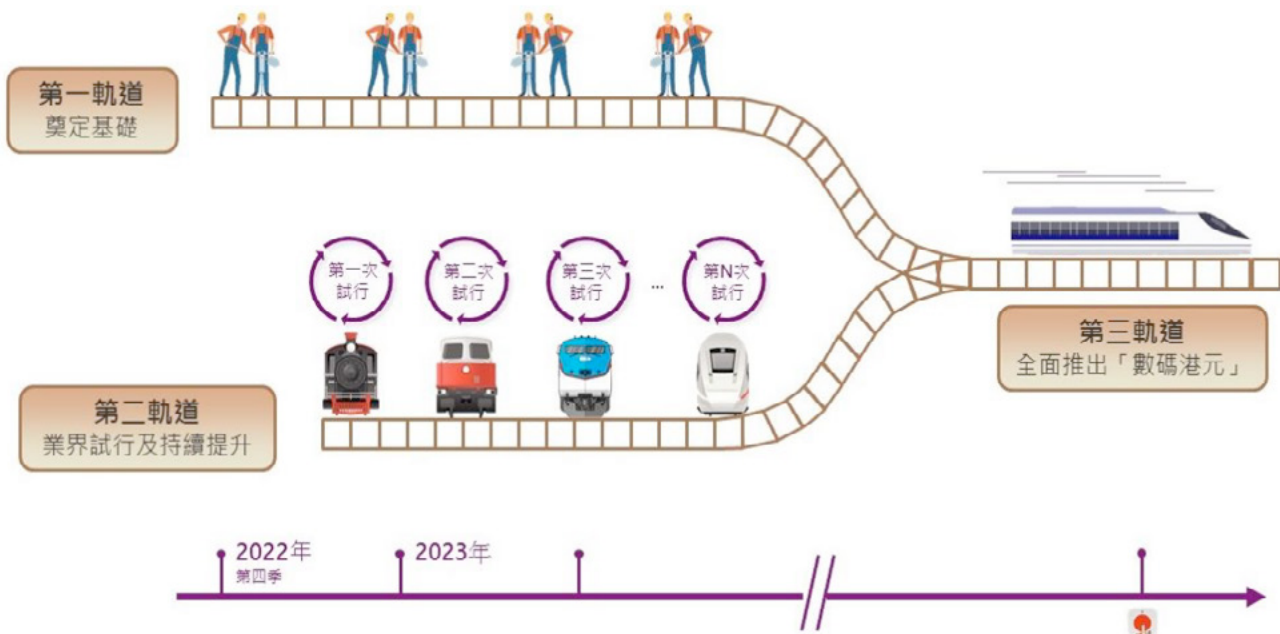 第一軌道
奠定基礎
第一次
試行
第二次
試行
第三次
試行
...
第N次
試行
第三軌道
全面推出「數碼港元」
第二軌道
業界試行及持續提升
2022年
第四季
2023年